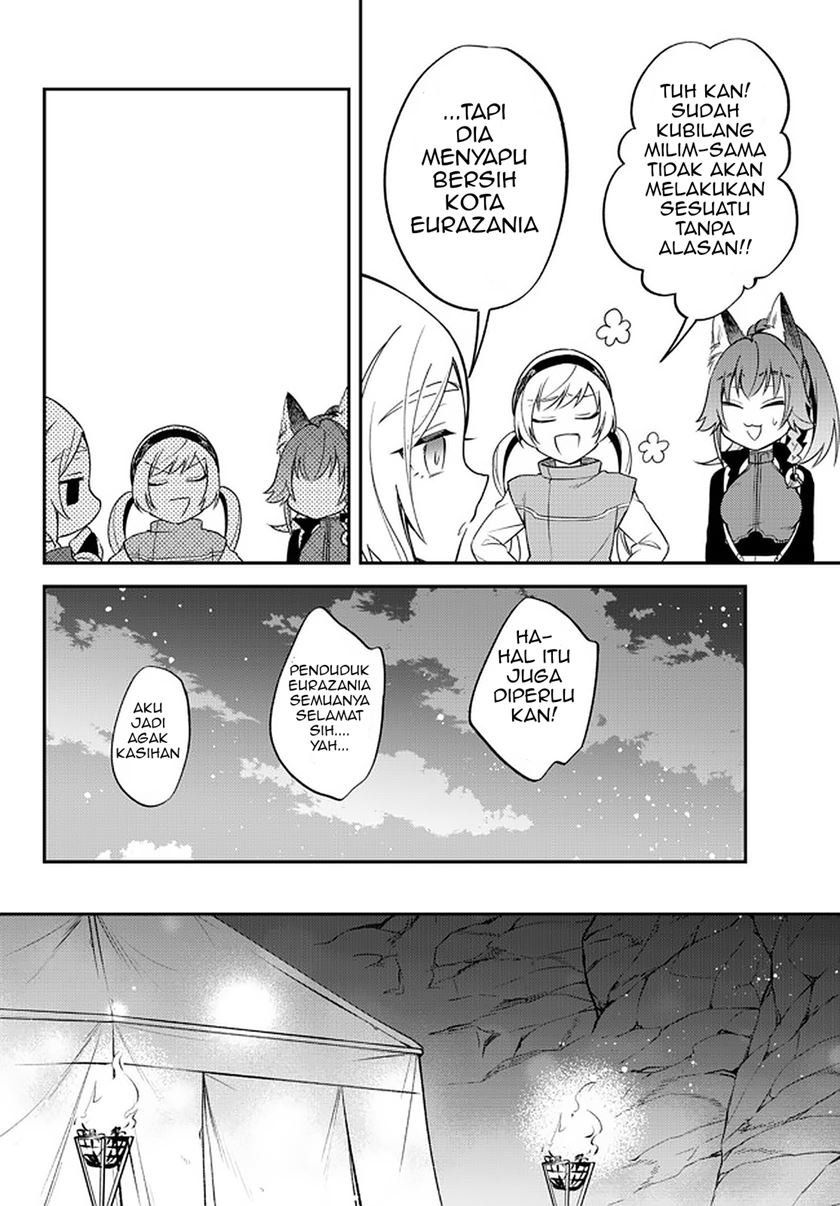 TUH KAN!
SUDAH
KUBILANG
MILIM-SAMA
TIDAK AKAN
MELAKUKAN
SESUATU
TANPA
ALASAN!!
...TAPI
DIA
MENYAPU
BERSIH
KOTA
EURAZANIA
HA-
HAL ITU
JUGA
DIPERLU
KAN!
PENDUDUK
EURAZANIA
SEMUANYA
SELAMAT
SIH....
YAH...
AKU
JADI
AGAK
KASIHAN